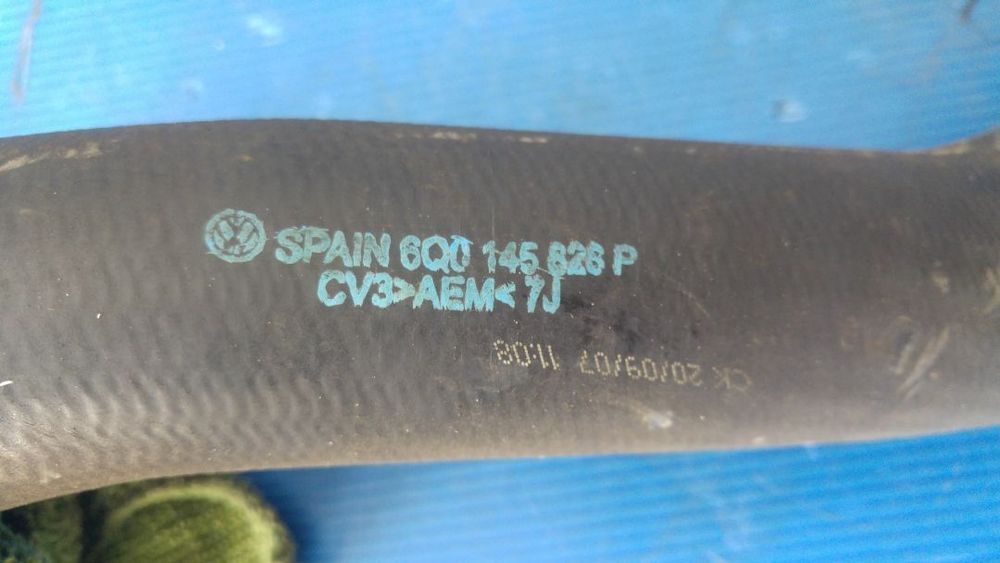 SPAIN 6Q0 145 828 P
CV3>AEM< 7J
CK 20/09/07 11:08